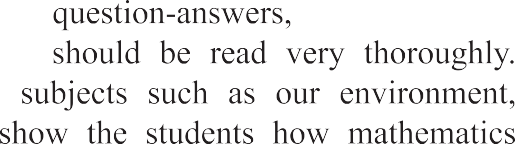 question-answers,
should be read very thoroughly.
subjects such as our environment,
show the students how mathematics